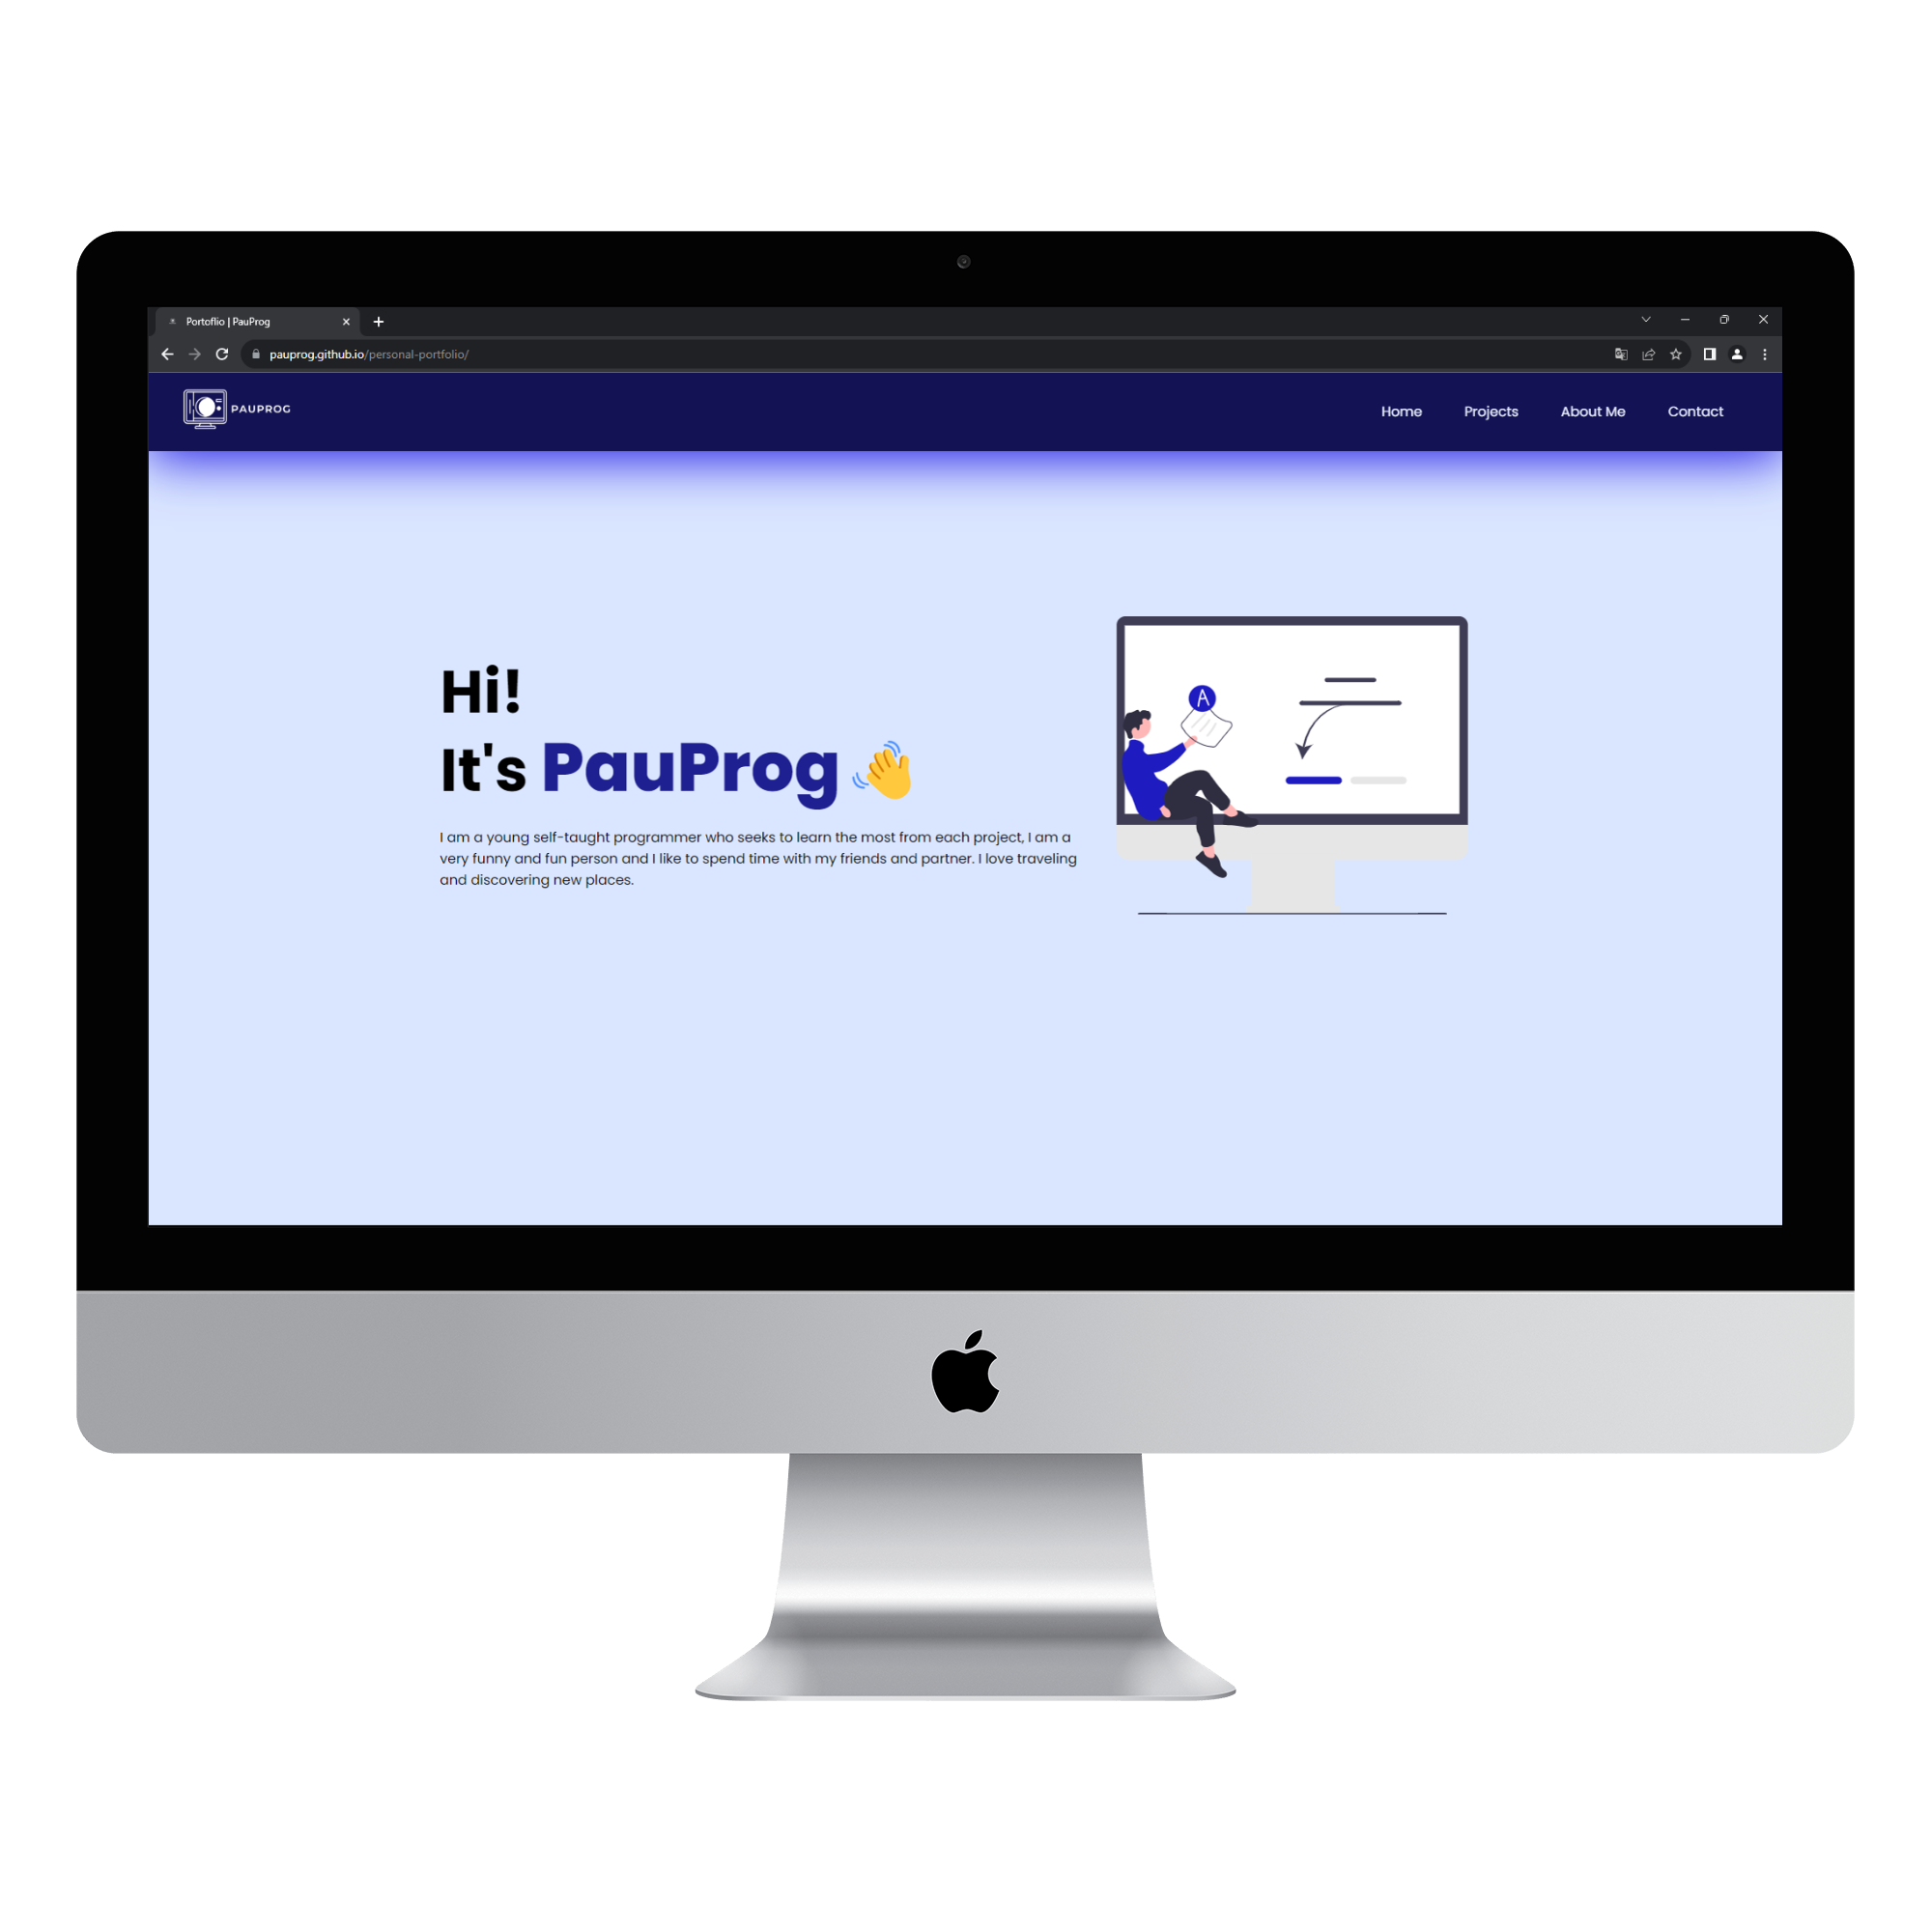 Portoflio | PauProg
pauprog.github.io/personal-portfolio/
PAUPROG
Home Projects About Me Contact
Hi!
It's PauProg 👋
A
I am a young self-taught programmer who seeks to learn the most from each project, I am a
very funny and fun person and I like to spend time with my friends and partner. I love traveling
and discovering new places.